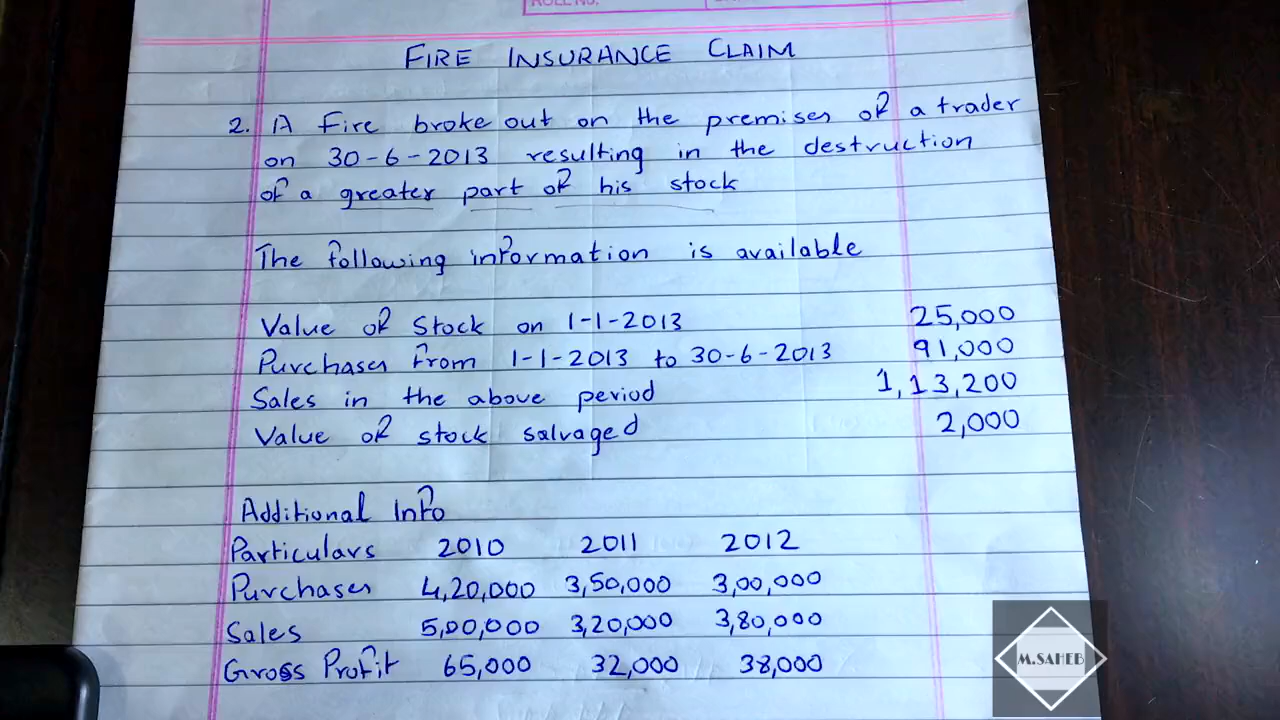 FIRE INSURANCE CLAIM
2. A Fire broke out on the premises of a trader
on 30-6-2013 resulting in the destruction
of a greater part of his stock
The following information is available
Value of Stock on 1-1-2013 25,000
Purchases from 1-1-2013 to 30-6-2013 91,000
Sales in the above period 1,13,200
Value of stock salvaged 2,000
Additional Info
Particulars 2010 2011 2012
Purchases 4,20,000 3,50,000 3,00,000
Sales 5,00,000 3,20,000 3,80,000
Gross Profit 65,000 32,000 38,000
M.SAHEB